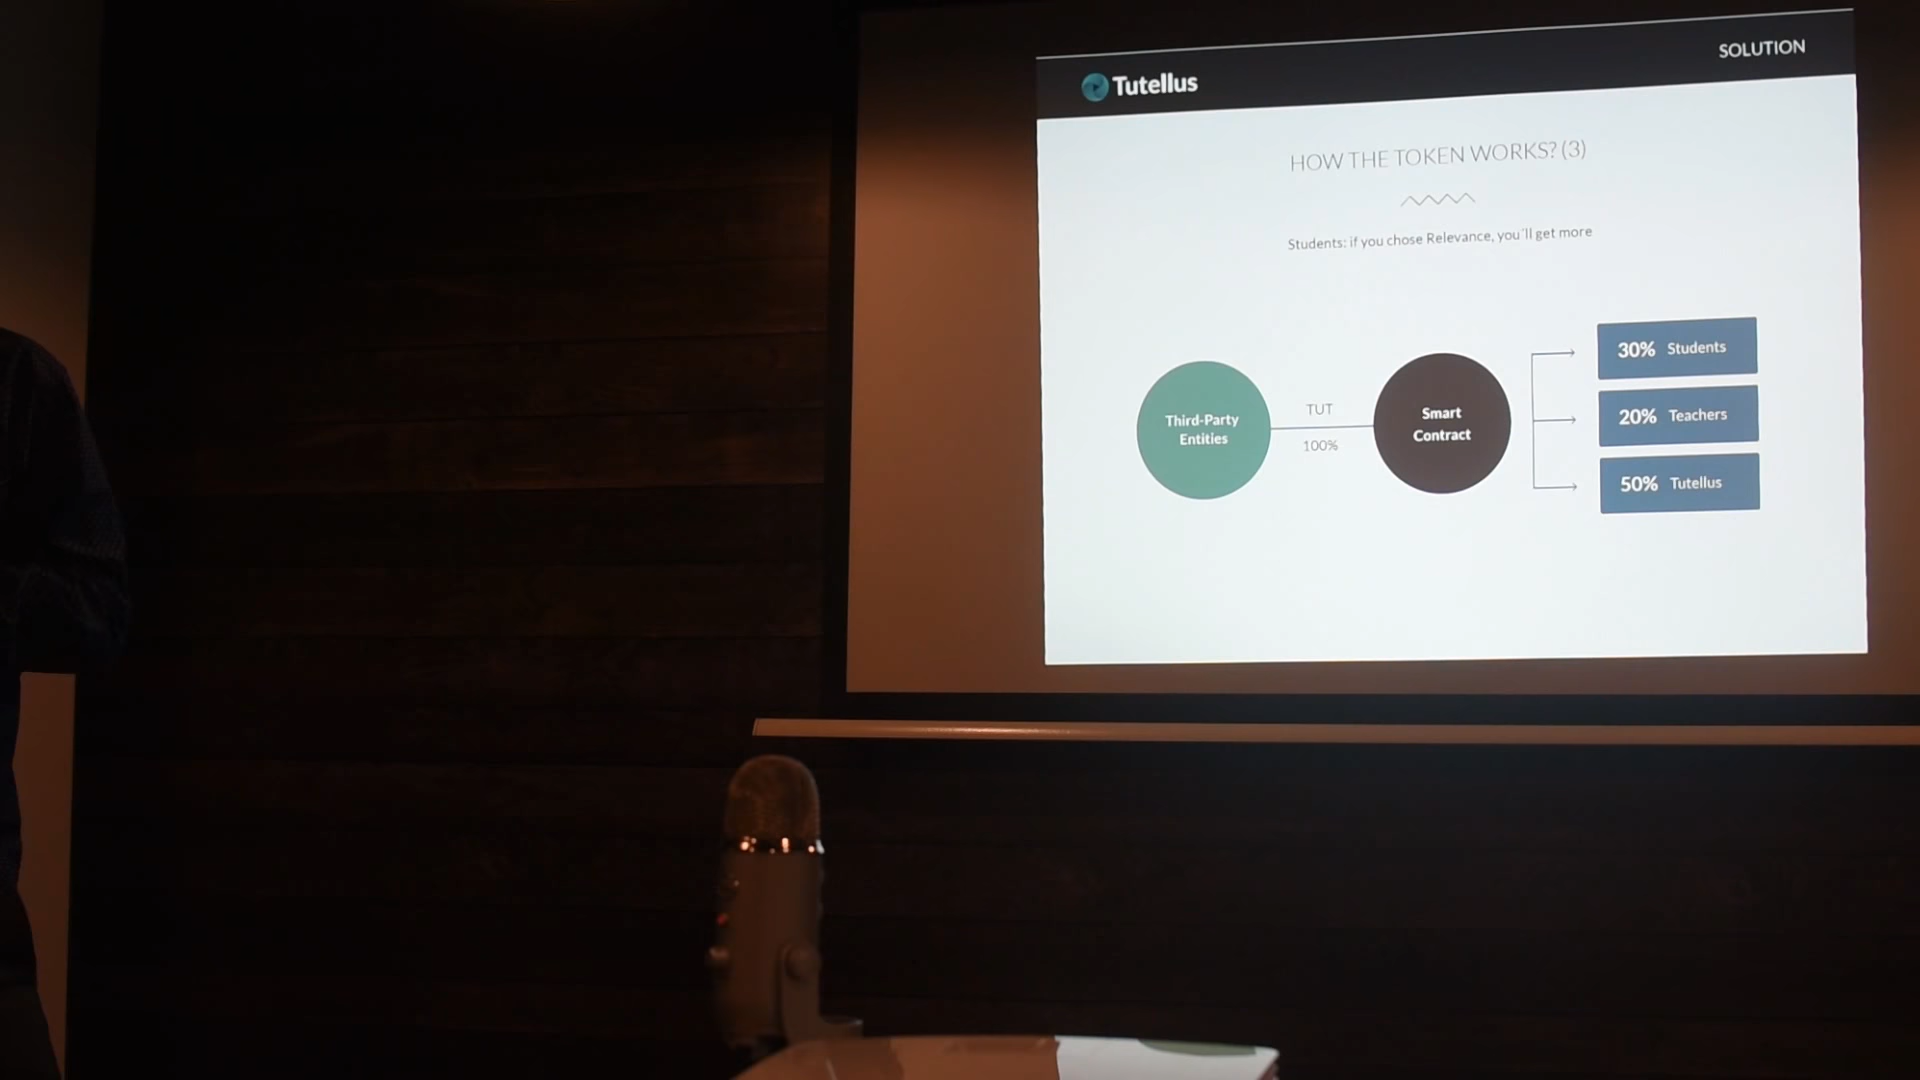 Tutellus
SOLUTION
HOW THE TOKEN WORKS? (3)
Students: if you chose Relevance, you´ll get more
Third-Party
Entities
TUT
100%
Smart
Contract
30% Students
20% Teachers
50% Tutellus